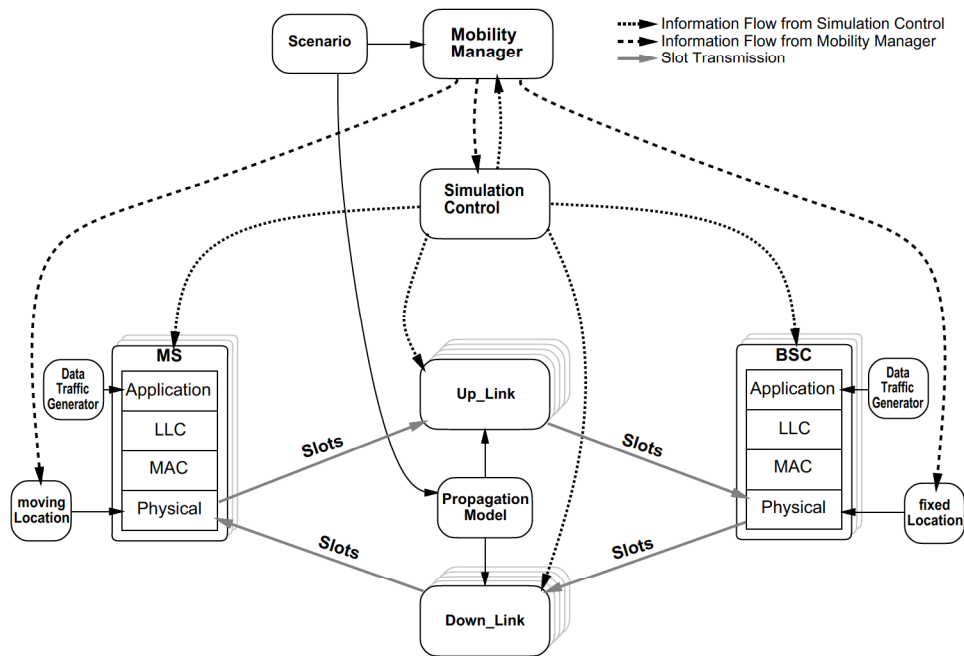 Scenario
Mobility
Manager
Information Flow from Simulation Control
Information Flow from Mobility Manager
Slot Transmission
Simulation
Control
MS
Data
Traffic
Generator
Application
LLC
MAC
Physical
moving
Location
Slots
Up_Link
Slots
Propagation
Model
Slots
Down_Link
Slots
BSC
Application
LLC
MAC
Physical
Data
Traffic
Generator
fixed
Location